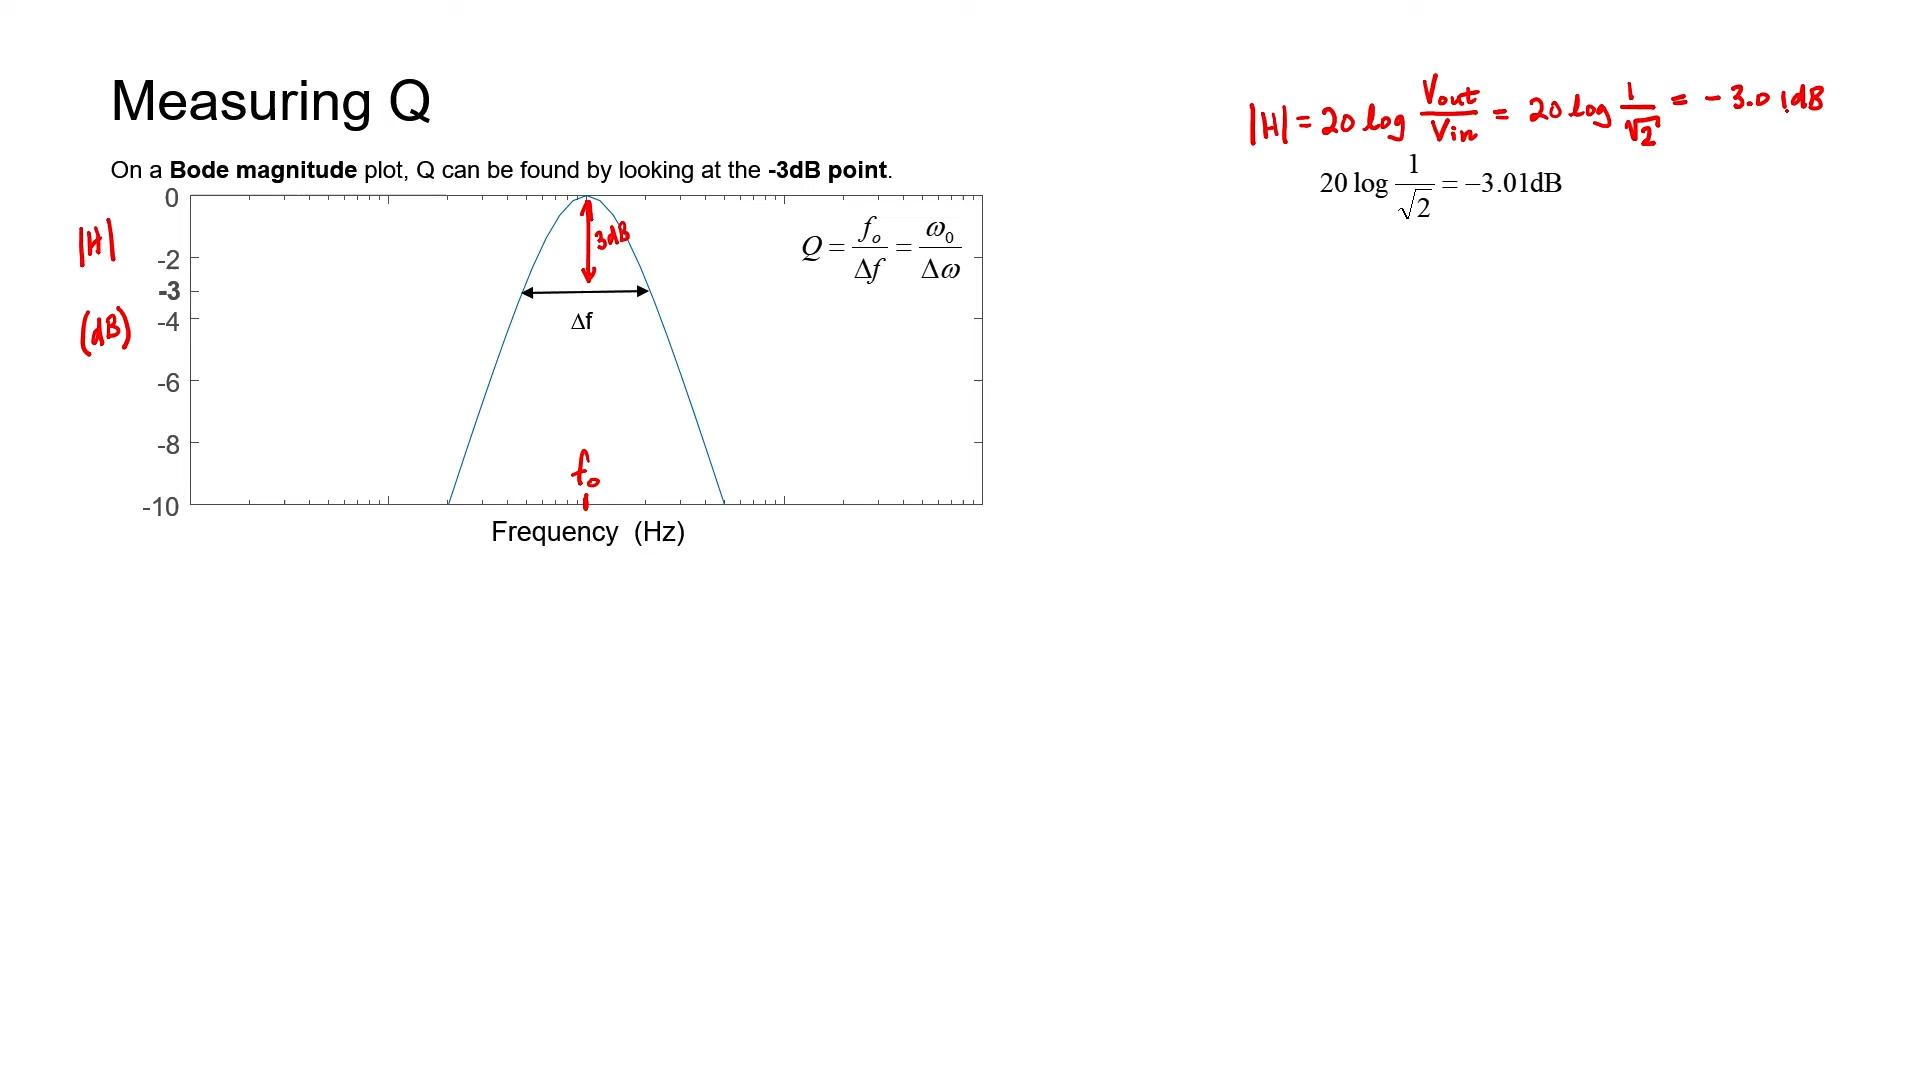 Measuring Q
|H| = 20 log Vout/Vin = 20 log 1/√2 = -3.01dB
20 log 1/√2 = −3.01dB
On a Bode magnitude plot, Q can be found by looking at the -3dB point.
|H|
(dB)
0
-2
-3
-4
-6
-8
-10
3dB
Q = fo/Δf = ω0/Δω
Δf
fo
Frequency (Hz)